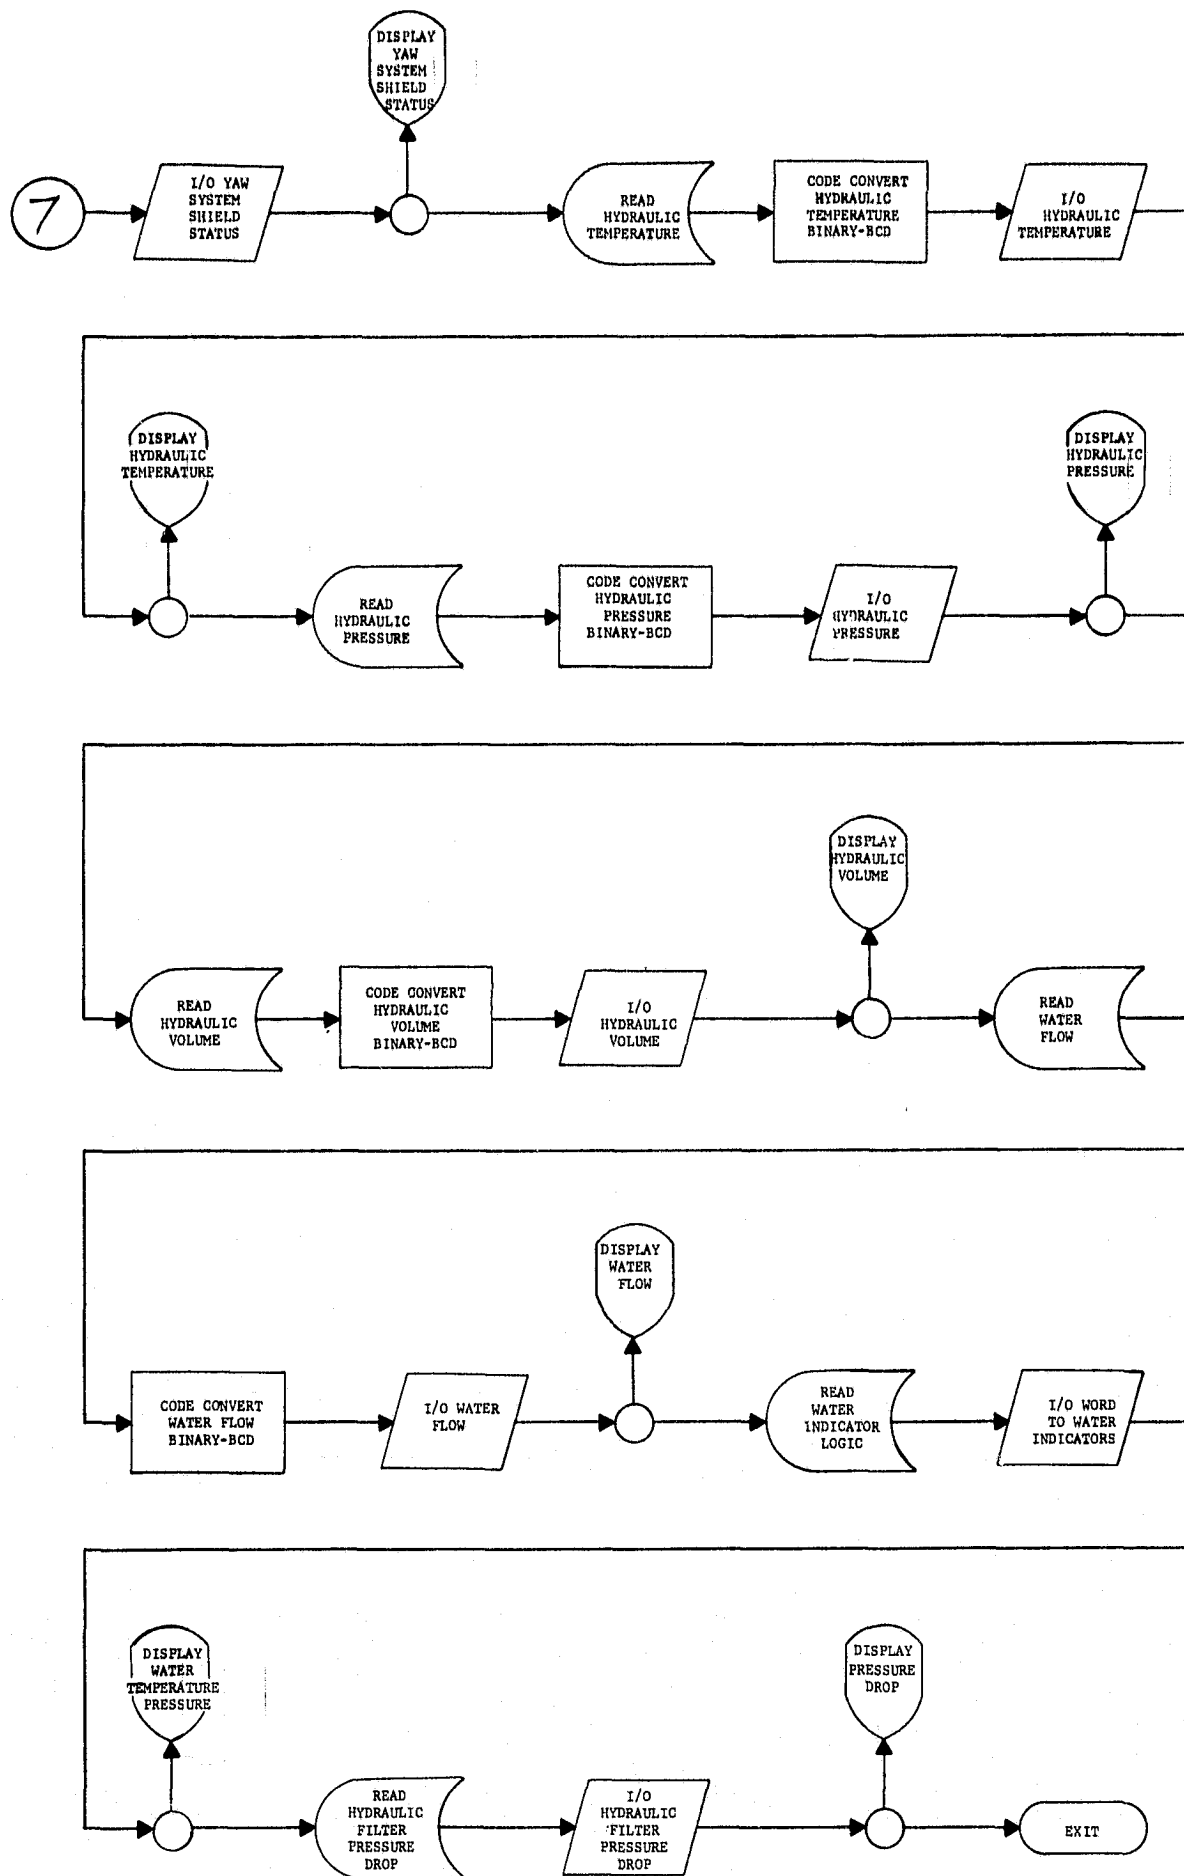 DISPLAY
YAW
SYSTEM
SHIELD
STATUS
7
I/O YAW
SYSTEM
SHIELD
STATUS
READ
HYDRAULIC
TEMPERATURE
CODE CONVERT
HYDRAULIC
TEMPERATURE
BINARY-BCD
I/O
HYDRAULIC
TEMPERATURE
DISPLAY
HYDRAULIC
TEMPERATURE
READ
HYDRAULIC
PRESSURE
CODE CONVERT
HYDRAULIC
PRESSURE
BINARY-BCD
I/O
HYDRAULIC
PRESSURE
DISPLAY
HYDRAULIC
PRESSURE
READ
HYDRAULIC
VOLUME
CODE CONVERT
HYDRAULIC
VOLUME
BINARY-BCD
I/O
HYDRAULIC
VOLUME
DISPLAY
HYDRAULIC
VOLUME
READ
WATER
FLOW
CODE CONVERT
WATER FLOW
BINARY-BCD
I/O WATER
FLOW
DISPLAY
WATER
FLOW
READ
WATER
INDICATOR
LOGIC
I/O WORD
TO WATER
INDICATORS
DISPLAY
WATER
TEMPERATURE
PRESSURE
READ
HYDRAULIC
FILTER
PRESSURE
DROP
I/O
HYDRAULIC
FILTER
PRESSURE
DROP
DISPLAY
PRESSURE
DROP
EXIT